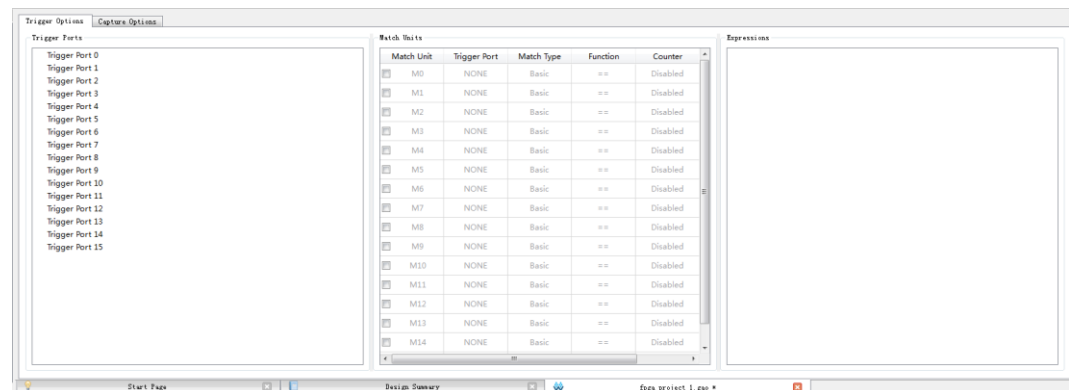 Trigger Options Capture Options
Trigger Ports Match Units Expressions
Trigger Port 0
Trigger Port 1
Trigger Port 2
Trigger Port 3
Trigger Port 4
Trigger Port 5
Trigger Port 6
Trigger Port 7
Trigger Port 8
Trigger Port 9
Trigger Port 10
Trigger Port 11
Trigger Port 12
Trigger Port 13
Trigger Port 14
Trigger Port 15
Match Unit Trigger Port Match Type Function Counter
M0 NONE Basic == Disabled
M1 NONE Basic == Disabled
M2 NONE Basic == Disabled
M3 NONE Basic == Disabled
M4 NONE Basic == Disabled
M5 NONE Basic == Disabled
M6 NONE Basic == Disabled
M7 NONE Basic == Disabled
M8 NONE Basic == Disabled
M9 NONE Basic == Disabled
M10 NONE Basic == Disabled
M11 NONE Basic == Disabled
M12 NONE Basic == Disabled
M13 NONE Basic == Disabled
M14 NONE Basic == Disabled
Start Page Design Summary fpga_project_1.gao *